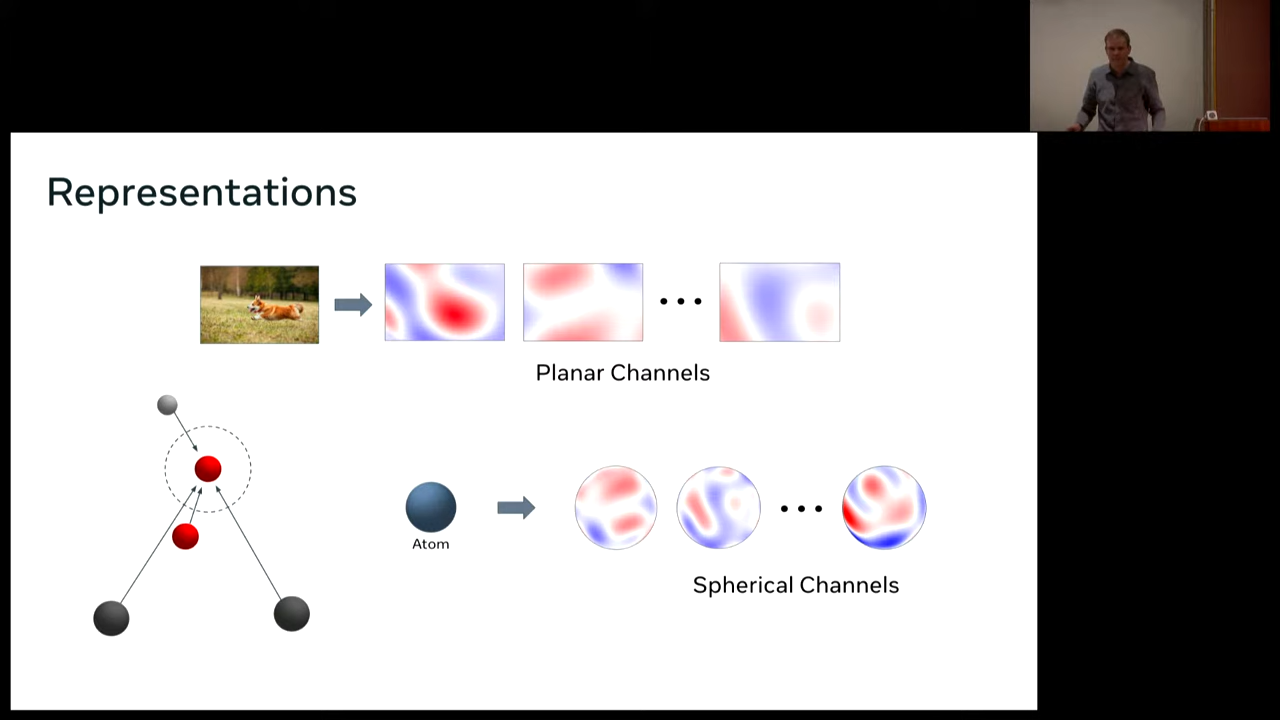 Representations
Planar Channels
Atom
Spherical Channels